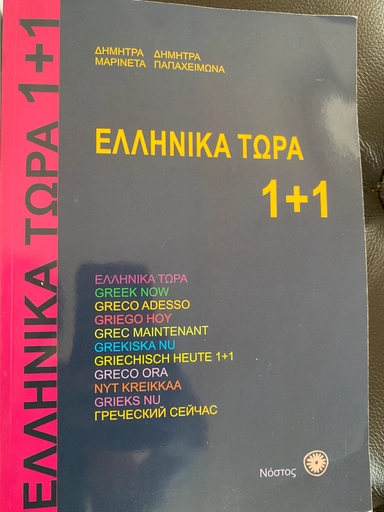 ΕΛΛΗΝΙΚΑ ΤΩΡΑ 1+1
ΔΗΜΗΤΡΑ ΔΗΜΗΤΡΑ
ΜΑΡΙΝΕΤΑ ΠΑΠΑΧΕΙΜΩΝΑ
ΕΛΛΗΝΙΚΑ ΤΩΡΑ
1+1
ΕΛΛΗΝΙΚΑ ΤΩΡΑ
GREEK NOW
GRECO ADESSO
GRIEGO HOY
GREC MAINTENANT
GREKISKA NU
GRIECHISCH HEUTE 1+1
GRECO ORA
NYT KREIKKAA
GRIEKS NU
ГРЕЧЕСКИЙ СЕЙЧАС
Νόστος